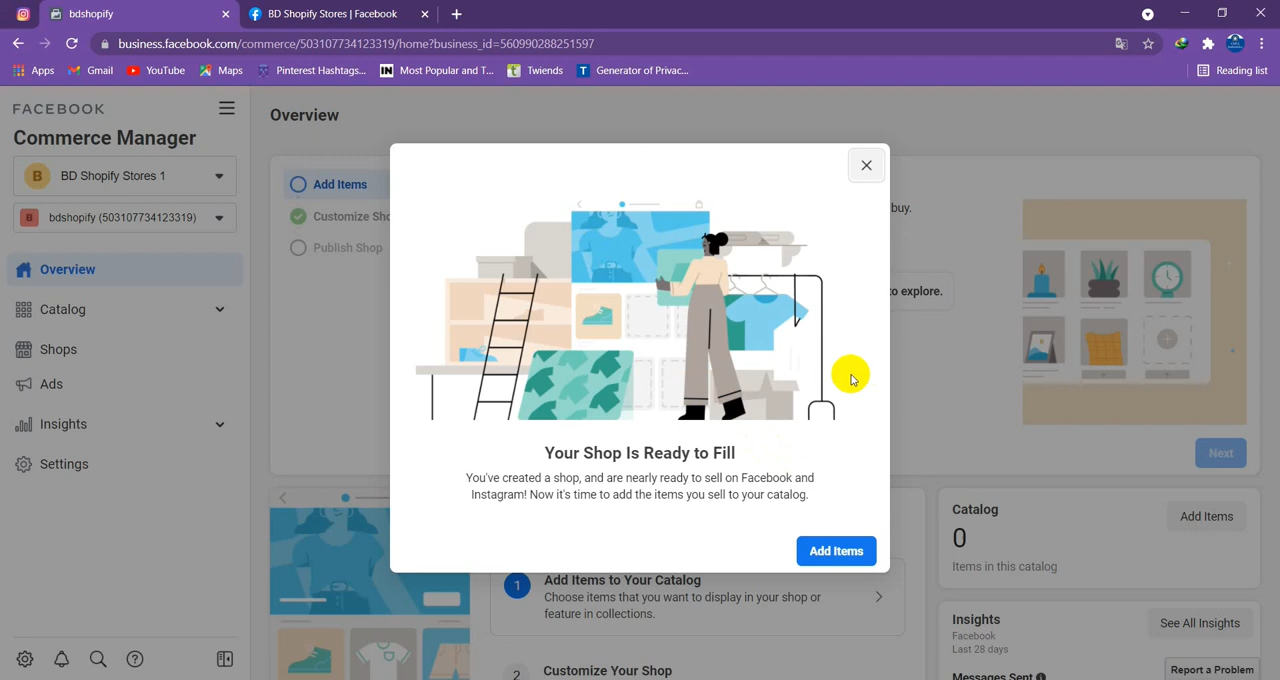 bdshopify
BD Shopify Stores | Facebook
business.facebook.com/commerce/503107734123319/home?business_id=560990288251597
Apps
Gmail
YouTube
Maps
Pinterest Hashtags...
IN
Most Popular and T...
Twiends
T
Generator of Privac...
Reading list
FACEBOOK
Commerce Manager
B
BD Shopify Stores 1
B
bdshopify (503107734123319)
Overview
Catalog
Shops
Ads
Insights
Settings
Overview
Add Items
Customize Sho
Publish Shop
buy.
to explore.
Next
Your Shop Is Ready to Fill
You've created a shop, and are nearly ready to sell on Facebook and
Instagram! Now it's time to add the items you sell to your catalog.
Add Items
1
Add Items to Your Catalog
Choose items that you want to display in your shop or
feature in collections.
2
Customize Your Shop
Catalog
Add Items
0
Items in this catalog
Insights
See All Insights
Facebook
Last 28 days
Messages Sent
Report a Problem